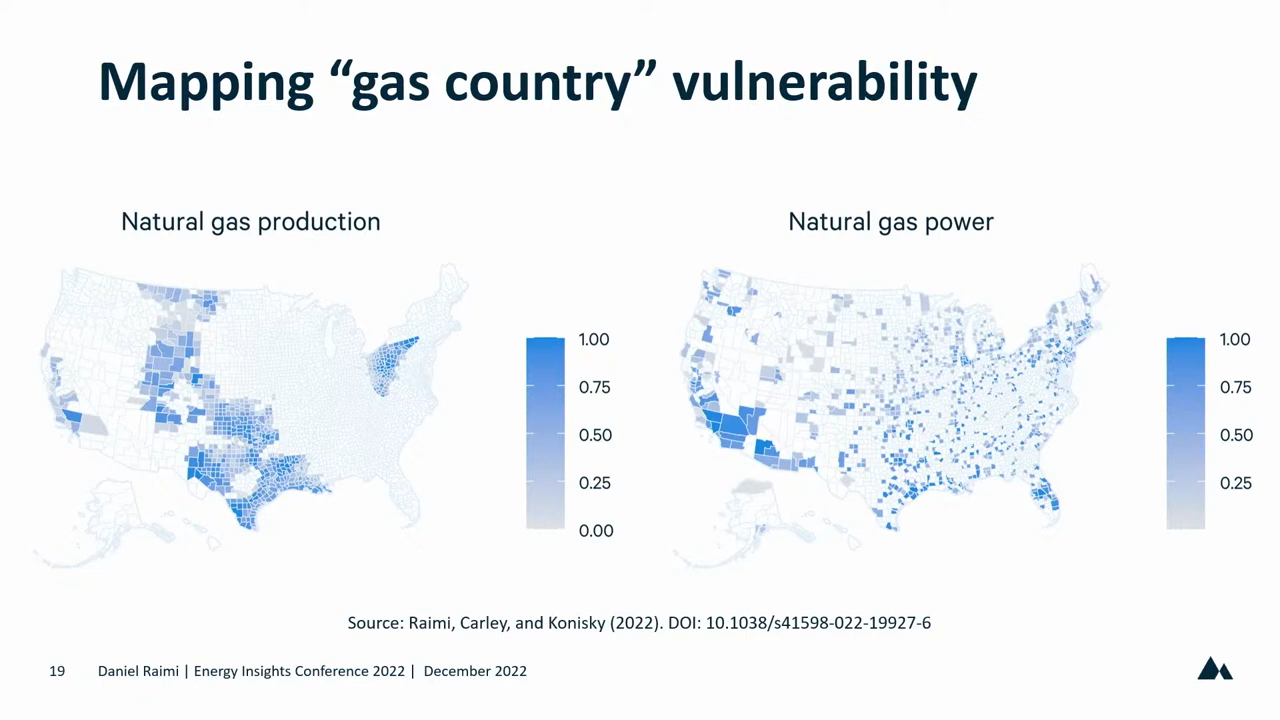 Mapping “gas country” vulnerability
Natural gas production
Natural gas power
1.00
0.75
0.50
0.25
0.00
1.00
0.75
0.50
0.25
Source: Raimi, Carley, and Konisky (2022). DOI: 10.1038/s41598-022-19927-6
19 Daniel Raimi | Energy Insights Conference 2022 | December 2022